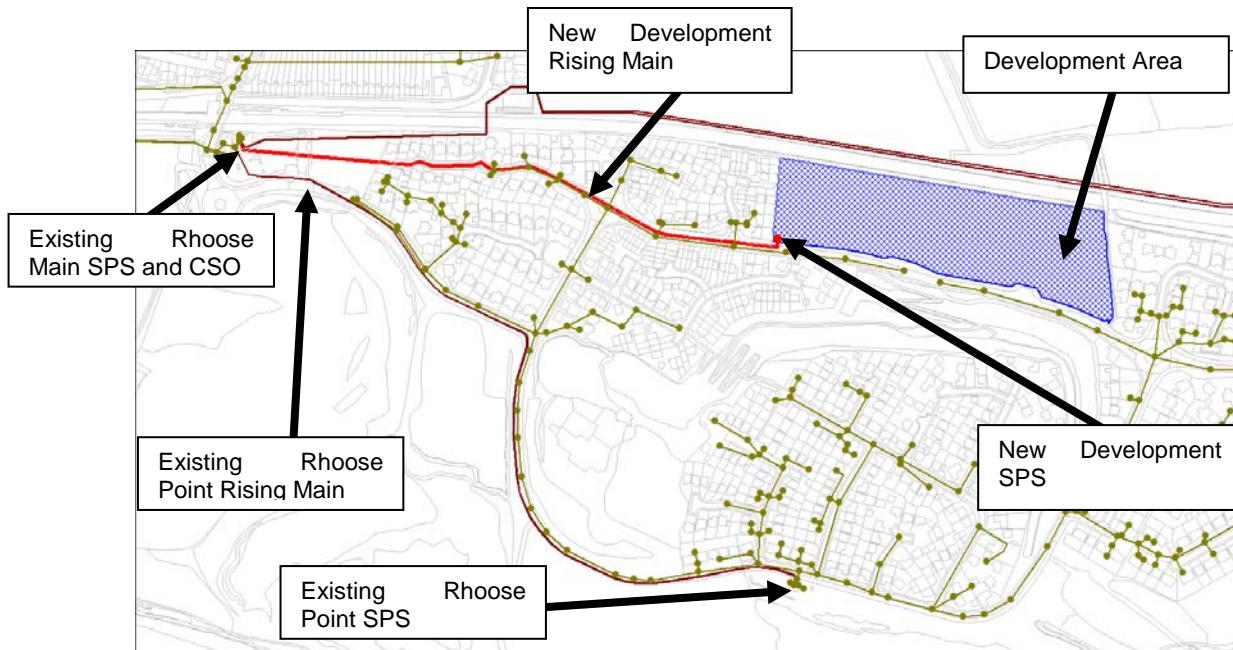 New Development
Rising Main
Development Area
Existing Rhoose
Main SPS and CSO
Existing Rhoose
Point Rising Main
New Development
SPS
Existing Rhoose
Point SPS